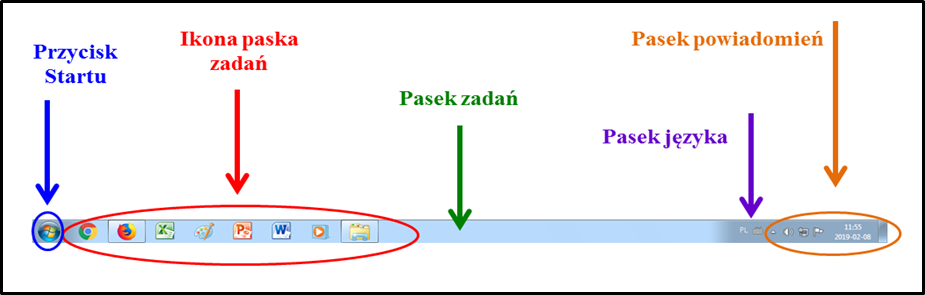 Przycisk
Startu
Ikona paska
zadań
Pasek zadań
Pasek języka
Pasek powiadomień
PL
11:55
2019-02-08